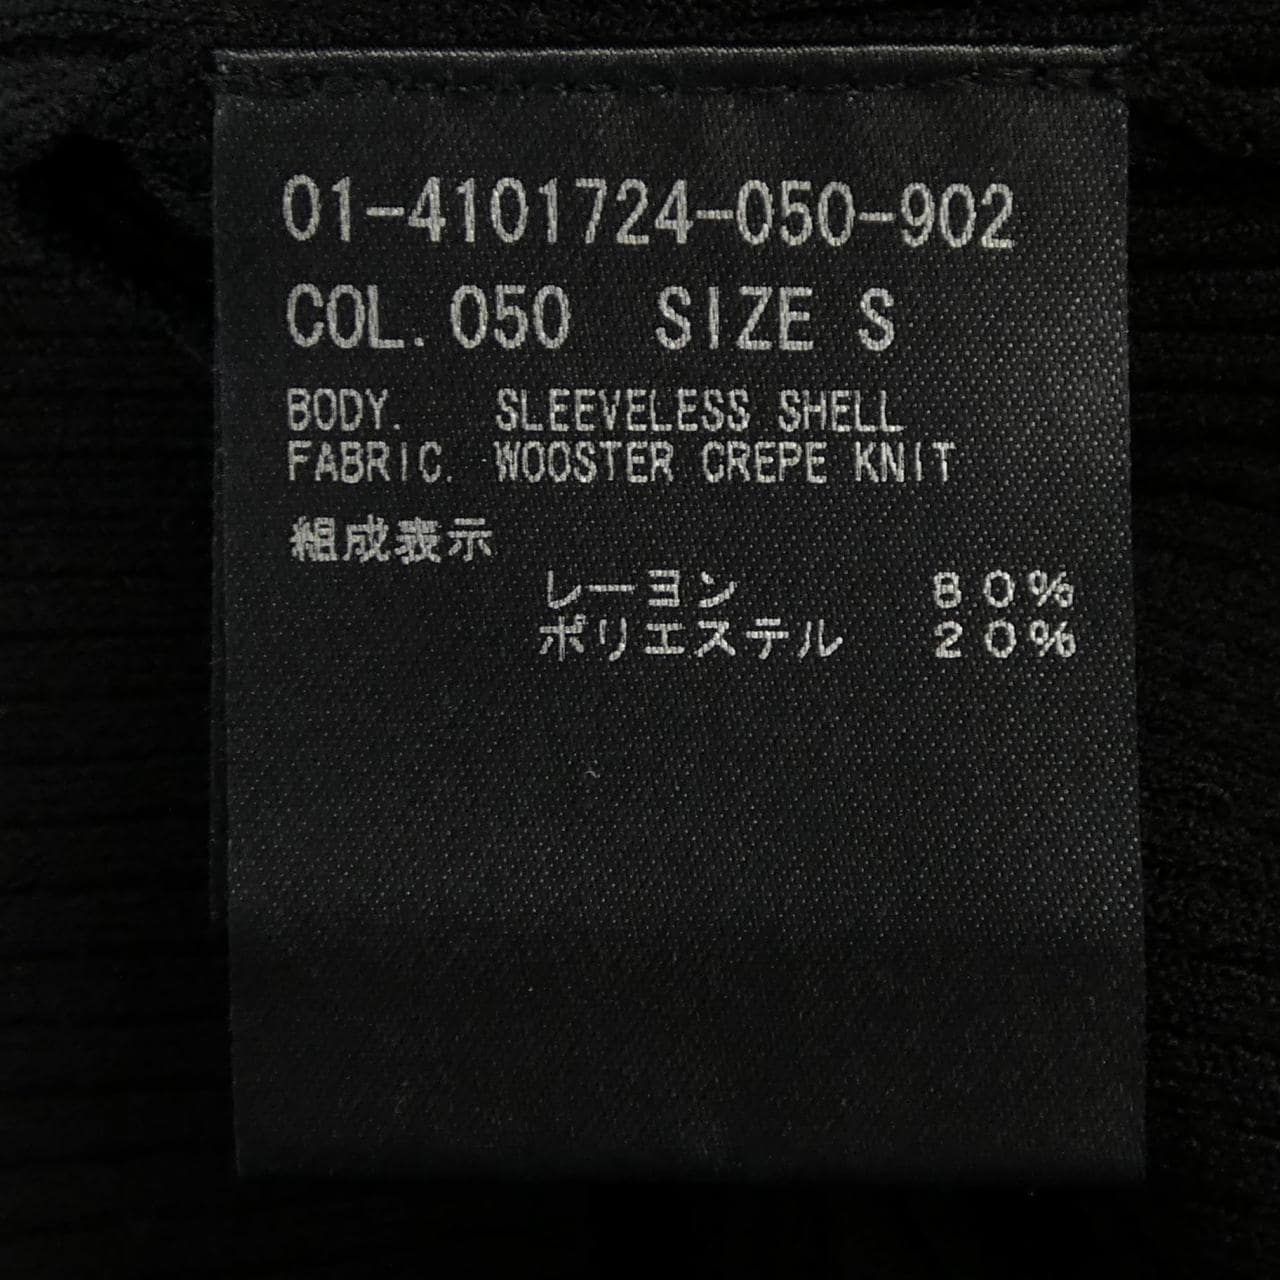 01-4101724-050-902
COL. 050 SIZE S
BODY. SLEEVELESS SHELL
FABRIC. WOOSTER CREPE KNIT
組成表示
レーヨン 80%
ポリエステル 20%